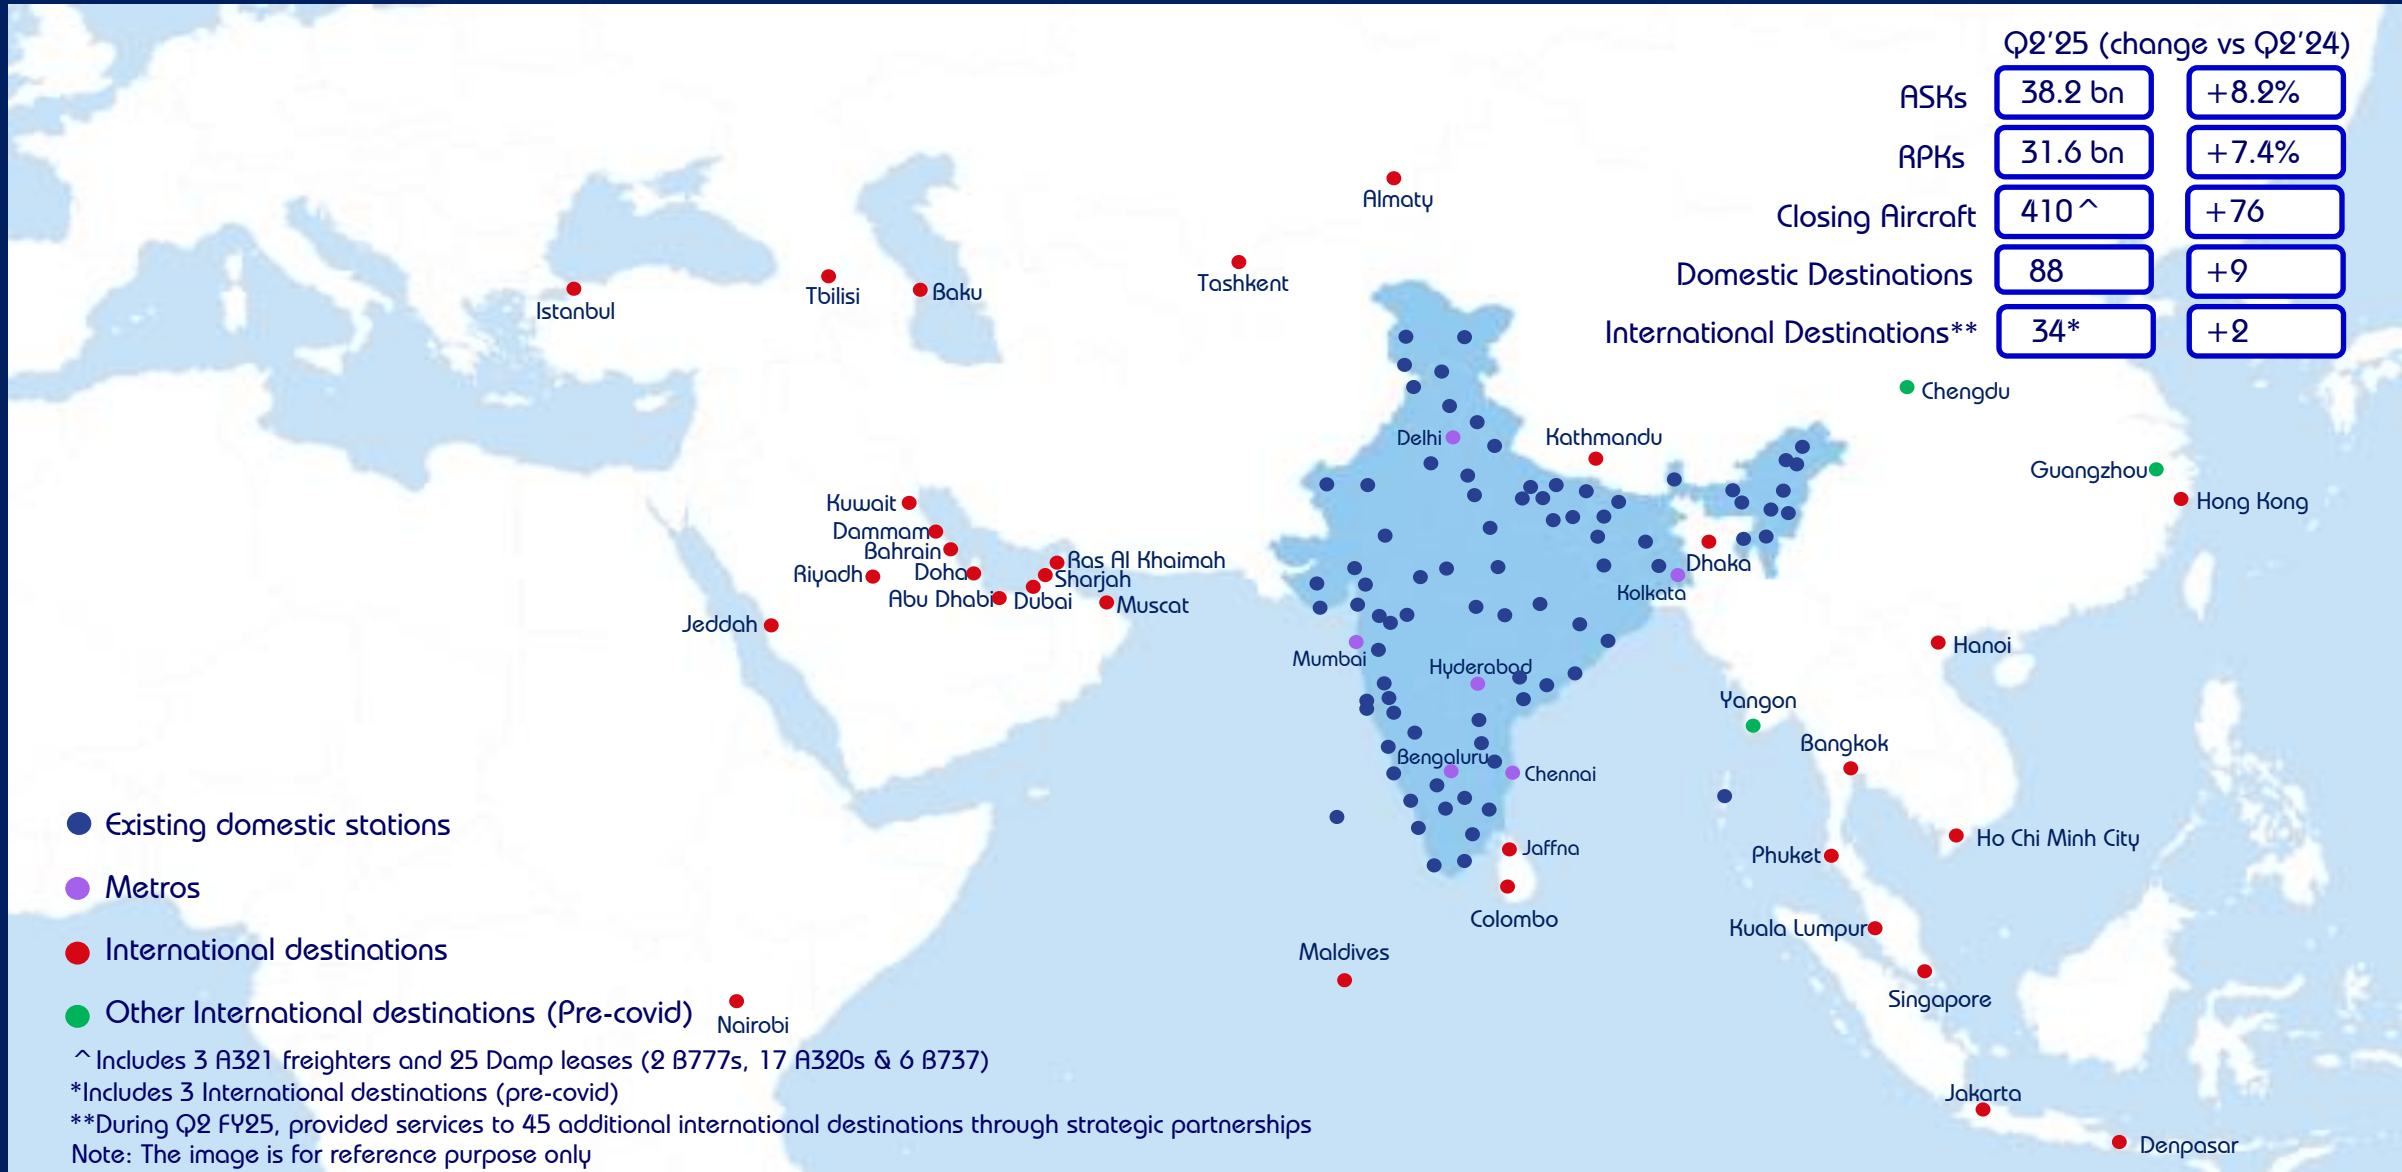 Q2'25 (change vs Q2'24)
ASKs 38.2 bn +8.2%
RPKs 31.6 bn +7.4%
Closing Aircraft 410^ +76
Domestic Destinations 88 +9
International Destinations** 34* +2
Almaty
Tashkent
Istanbul
Tbilisi
Baku
Chengdu
Delhi
Kathmandu
Guangzhou
Hong Kong
Kuwait
Dammam
Bahrain
Riyadh
Doha
Ras Al Khaimah
Sharjah
Abu Dhabi
Dubai
Muscat
Jeddah
Dhaka
Kolkata
Mumbai
Hyderabad
Hanoi
Yangon
Bangkok
Bengaluru
Chennai
Ho Chi Minh City
Jaffna
Phuket
Colombo
Kuala Lumpur
Maldives
Singapore
Nairobi
Jakarta
Denpasar
Existing domestic stations
Metros
International destinations
Other International destinations (Pre-covid)
^Includes 3 A321 freighters and 25 Damp leases (2 B777s, 17 A320s & 6 B737)
*Includes 3 International destinations (pre-covid)
**During Q2 FY25, provided services to 45 additional international destinations through strategic partnerships
Note: The image is for reference purpose only